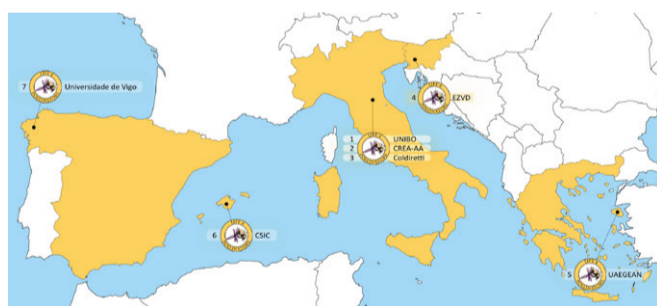 7 Universidade de Vigo
4 EZVD
1 UNIBO
2 CREA-AA
3 Coldiretti
6 CSIC
5 UAEGEAN